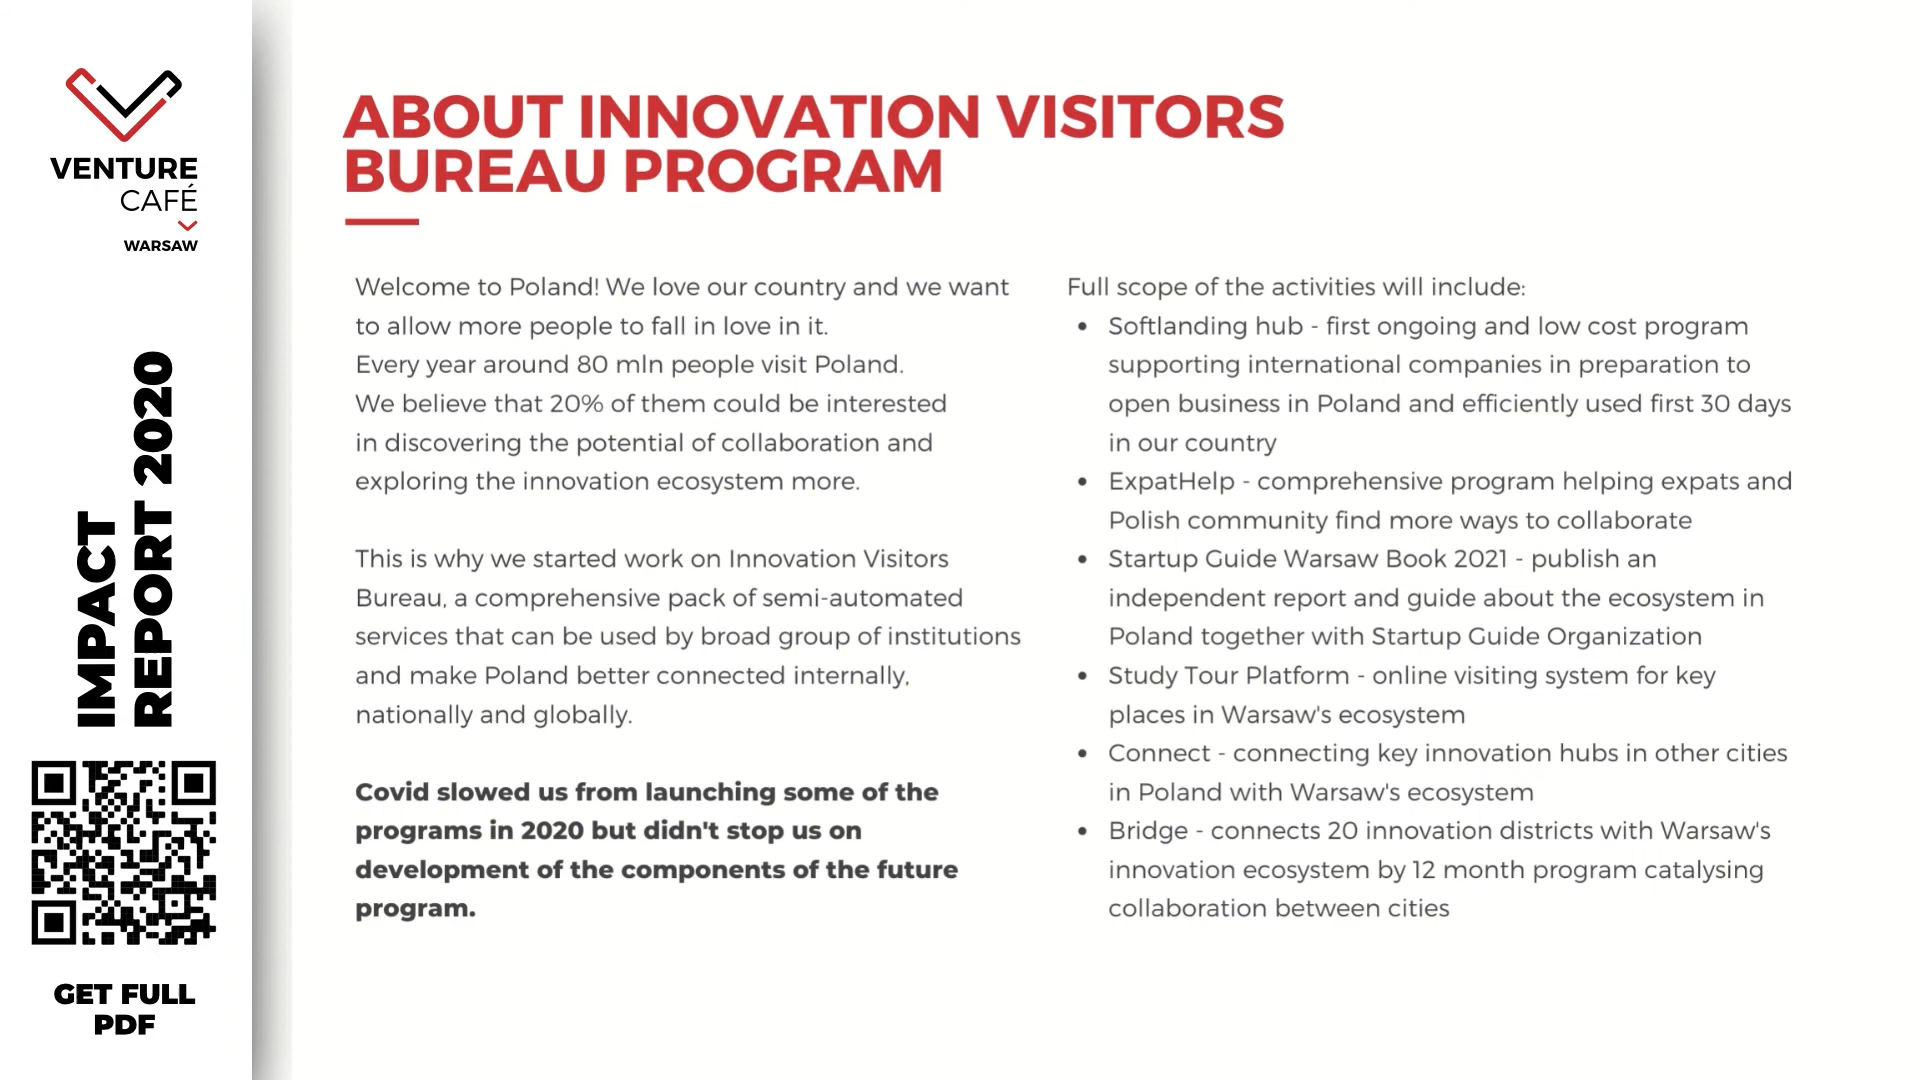 VENTURE
CAFÉ
WARSAW
IMPACT
REPORT 2020
GET FULL
PDF
ABOUT INNOVATION VISITORS
BUREAU PROGRAM
Welcome to Poland! We love our country and we want
to allow more people to fall in love in it.
Every year around 80 mln people visit Poland.
We believe that 20% of them could be interested
in discovering the potential of collaboration and
exploring the innovation ecosystem more.
This is why we started work on Innovation Visitors
Bureau, a comprehensive pack of semi-automated
services that can be used by broad group of institutions
and make Poland better connected internally,
nationally and globally.
Covid slowed us from launching some of the
programs in 2020 but didn't stop us on
development of the components of the future
program.
Full scope of the activities will include:
• Softlanding hub - first ongoing and low cost program
supporting international companies in preparation to
open business in Poland and efficiently used first 30 days
in our country
• ExpatHelp - comprehensive program helping expats and
Polish community find more ways to collaborate
• Startup Guide Warsaw Book 2021 - publish an
independent report and guide about the ecosystem in
Poland together with Startup Guide Organization
• Study Tour Platform - online visiting system for key
places in Warsaw's ecosystem
• Connect - connecting key innovation hubs in other cities
in Poland with Warsaw's ecosystem
• Bridge - connects 20 innovation districts with Warsaw's
innovation ecosystem by 12 month program catalysing
collaboration between cities